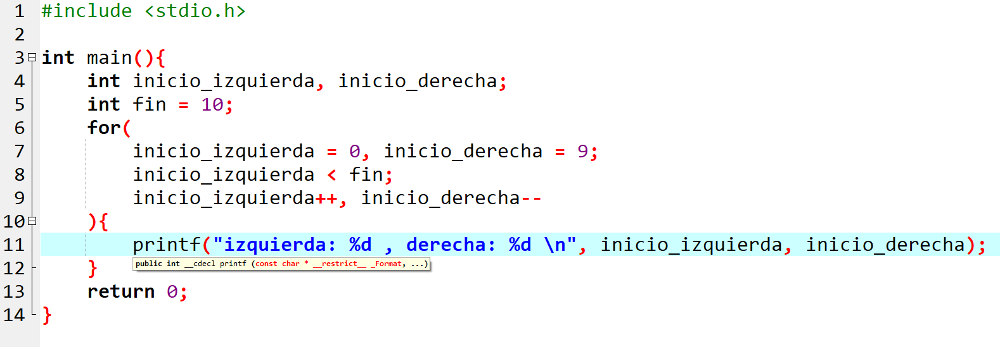 1 #include <stdio.h>
2
3 int main(){
4 int inicio_izquierda, inicio_derecha;
5 int fin = 10;
6 for(
7 inicio_izquierda = 0, inicio_derecha = 9;
8 inicio_izquierda < fin;
9 inicio_izquierda++, inicio_derecha--
10 ){
11 printf("izquierda: %d , derecha: %d \n", inicio_izquierda, inicio_derecha);
12 }
public int __cdecl printf (const char * __restrict__ _Format, ...)
13 return 0;
14 }